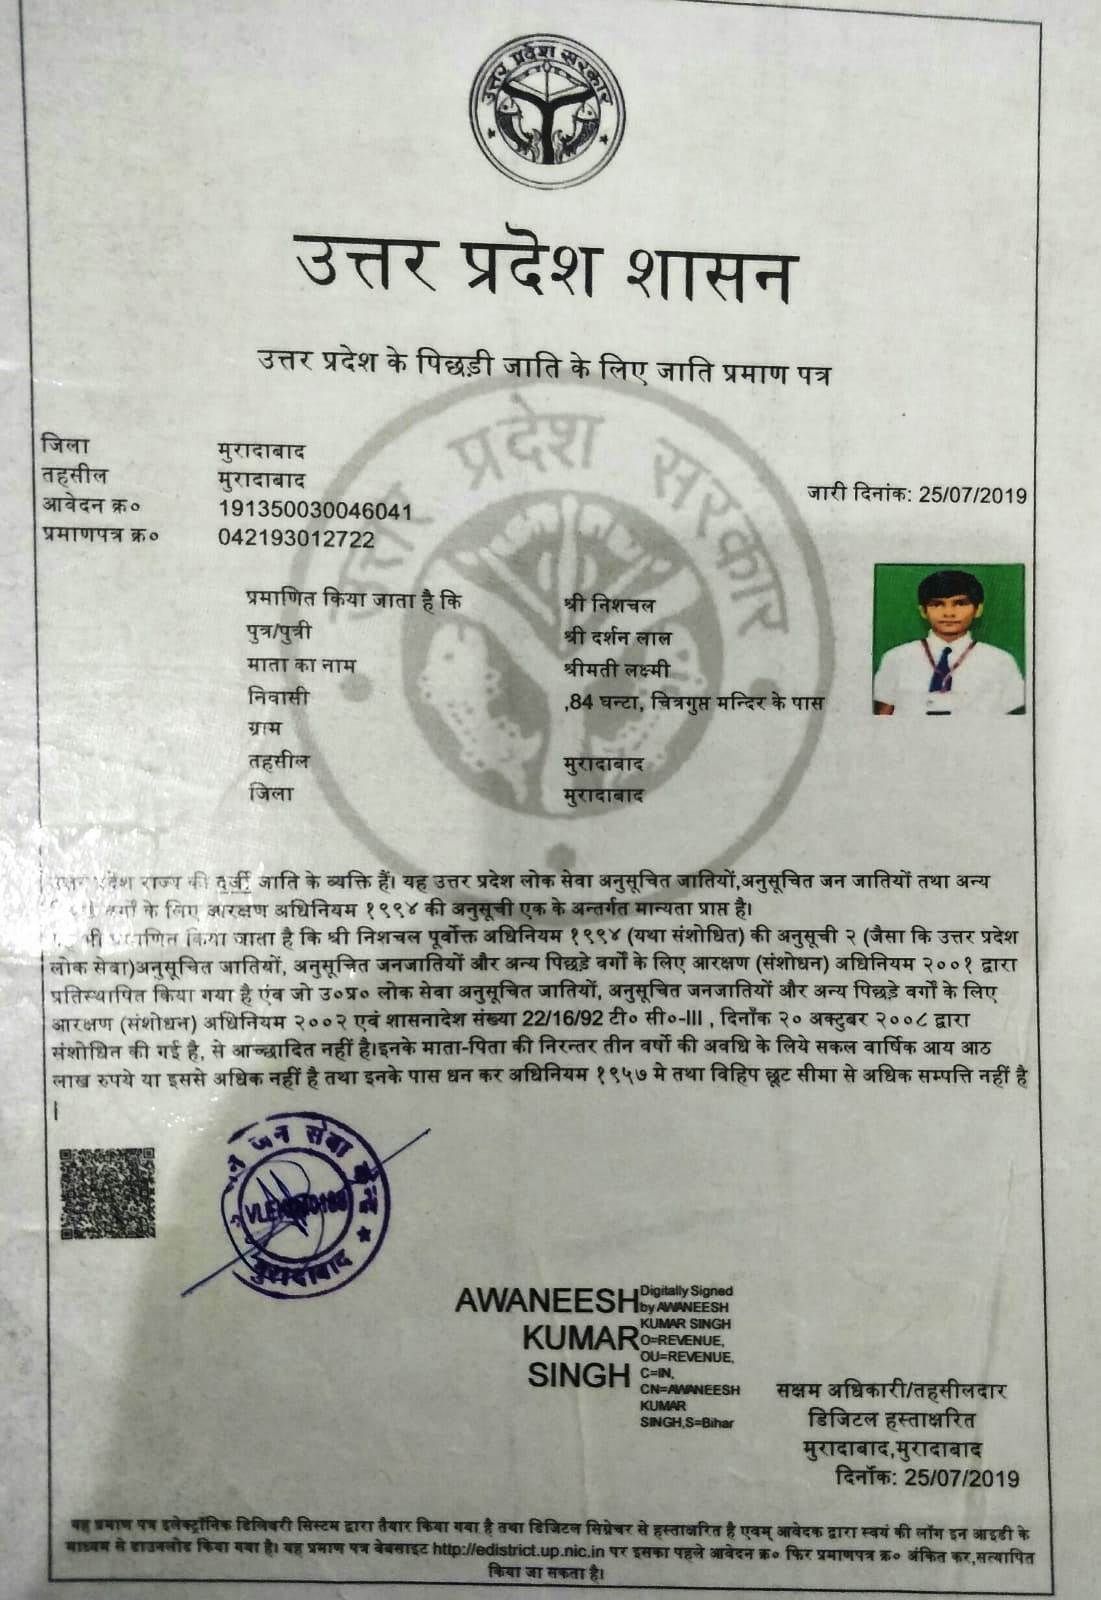 उत्तर प्रदेश सरकार
उत्तर प्रदेश शासन
उत्तर प्रदेश के पिछड़ी जाति के लिए जाति प्रमाण पत्र
उत्तर प्रदेश सरकार
जिला मुरादाबाद
तहसील मुरादाबाद
आवेदन क्र० 191350030046041
जारी दिनांक: 25/07/2019
प्रमाणपत्र क्र० 042193012722
प्रमाणित किया जाता है कि श्री निशचल
पुत्र/पुत्री श्री दर्शन लाल
माता का नाम श्रीमती लक्ष्मी
निवासी ,84 घन्टा, चित्रगुप्त मन्दिर के पास
ग्राम
तहसील मुरादाबाद
जिला मुरादाबाद
उत्तर प्रदेश राज्य की दर्जी जाति के व्यक्ति हैं। यह उत्तर प्रदेश लोक सेवा अनुसूचित जातियों,अनुसूचित जन जातियों तथा अन्य
वर्गों के लिए आरक्षण अधिनियम १९९४ की अनुसूची एक के अन्तर्गत मान्यता प्राप्त है।
भी प्रमाणित किया जाता है कि श्री निशचल पूर्वोक्त अधिनियम १९९४ (यथा संशोधित) की अनुसूची २ (जैसा कि उत्तर प्रदेश
लोक सेवा)अनुसूचित जातियों, अनुसूचित जनजातियों और अन्य पिछड़े वर्गों के लिए आरक्षण (संशोधन) अधिनियम २००१ द्वारा
प्रतिस्थापित किया गया है एंव जो उ०प्र० लोक सेवा अनुसूचित जातियों, अनुसूचित जनजातियों और अन्य पिछड़े वर्गों के लिए
आरक्षण (संशोधन) अधिनियम २००२ एवं शासनादेश संख्या 22/16/92 टी० सी०-III , दिनाँक २० अक्टुबर २००८ द्वारा
संशोधित की गई है, से आच्छादित नहीं है।इनके माता-पिता की निरन्तर तीन वर्षो की अवधि के लिये सकल वार्षिक आय आठ
लाख रुपये या इससे अधिक नहीं है तथा इनके पास धन कर अधिनियम १९५७ मे तथा विहिप छूट सीमा से अधिक सम्पत्ति नहीं है
|
जन सेवा
मुरादाबाद
AWANEESH
KUMAR
SINGH
Digitally Signed
by AWANEESH
KUMAR SINGH
O=REVENUE,
OU=REVENUE,
C=IN,
CN=AWANEESH
KUMAR
SINGH,S=Bihar
सक्षम अधिकारी/तहसीलदार
डिजिटल हस्ताक्षरित
मुरादाबाद,मुरादाबाद
दिनॉक: 25/07/2019
यह प्रमाण पत्र इलेक्ट्रॉनिक डिलिवरी सिस्टम द्वारा तैयार किया गया है तथा डिजिटल सिग्नेचर से हस्ताक्षरित है एवम् आवेदक द्वारा स्वयं की लॉग इन आइडी के
माध्यम से डाउनलोड किया गया है। यह प्रमाण पत्र वेबसाइट http://edistrict.up.nic.in पर इसका पहले आवेदन क्र० फिर प्रमाणपत्र क्र० अंकित कर,सत्यापित
किया जा सकता है।